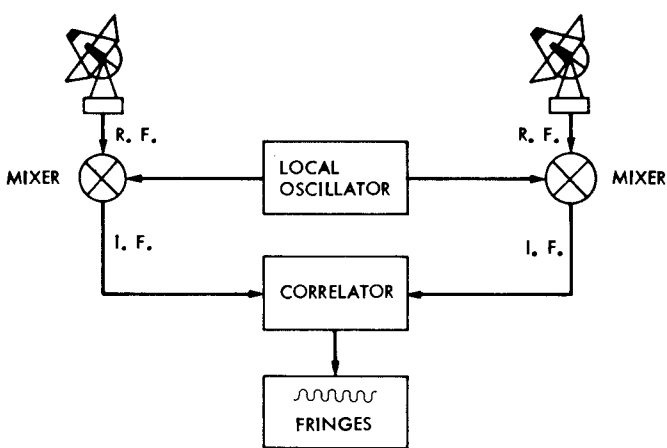 R. F.
R. F.
MIXER
LOCAL
OSCILLATOR
MIXER
I. F.
I. F.
CORRELATOR
FRINGES